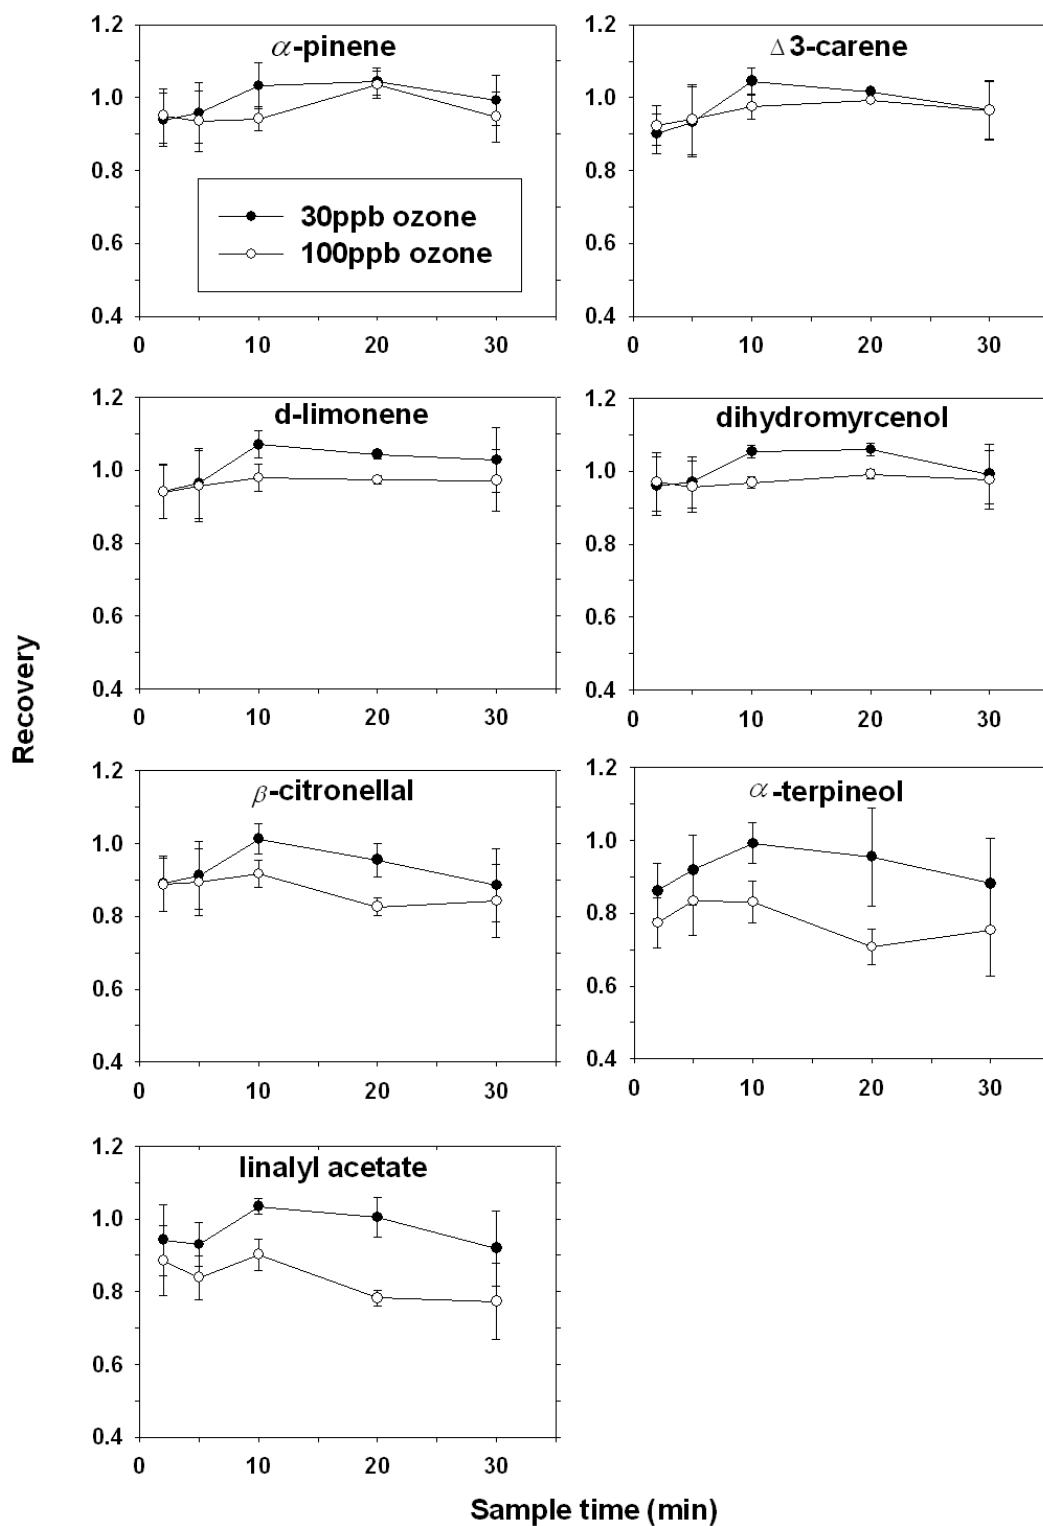 1.2
α-pinene
1.0
0.8
30ppb ozone
100ppb ozone
0.6
0.4
0 10 20 30
Δ3-carene
1.2
1.0
0.8
0.6
0.4
0 10 20 30
d-limonene
1.2
1.0
0.8
0.6
0.4
0 10 20 30
dihydromyrcenol
1.2
1.0
0.8
0.6
0.4
0 10 20 30
Recovery
β-citronellal
1.2
1.0
0.8
0.6
0.4
0 10 20 30
α-terpineol
1.2
1.0
0.8
0.6
0.4
0 10 20 30
linalyl acetate
1.2
1.0
0.8
0.6
0.4
0 10 20 30
Sample time (min)